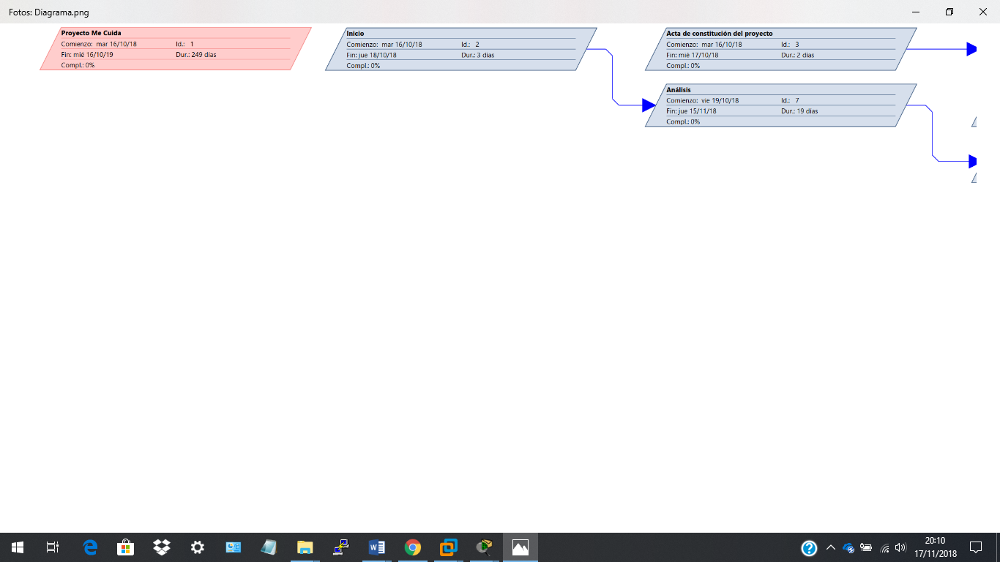 Fotos: Diagrama.png
Proyecto Me Cuida
Comienzo: mar 16/10/18 Id.: 1
Fin: mié 16/10/19 Dur.: 249 días
Compl.: 0%
Inicio
Comienzo: mar 16/10/18 Id.: 2
Fin: jue 18/10/18 Dur.: 3 días
Compl.: 0%
Acta de constitución del proyecto
Comienzo: mar 16/10/18 Id.: 3
Fin: mié 17/10/18 Dur.: 2 días
Compl.: 0%
Análisis
Comienzo: vie 19/10/18 Id.: 7
Fin: jue 15/11/18 Dur.: 19 días
Compl.: 0%
20:10
17/11/2018